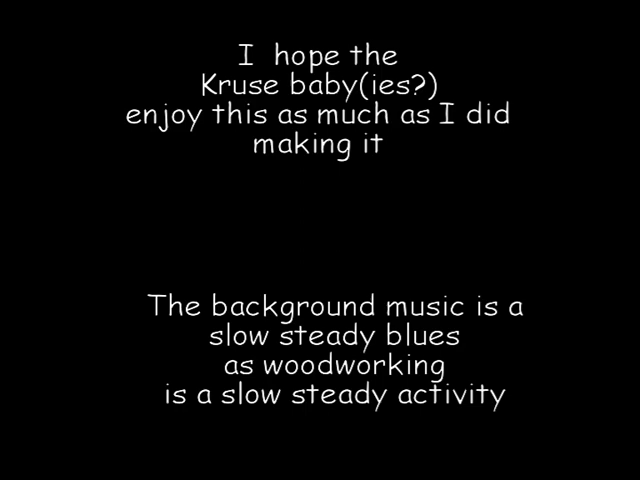 I hope the
Kruse baby(ies?)
enjoy this as much as I did
making it
The background music is a
slow steady blues
as woodworking
is a slow steady activity